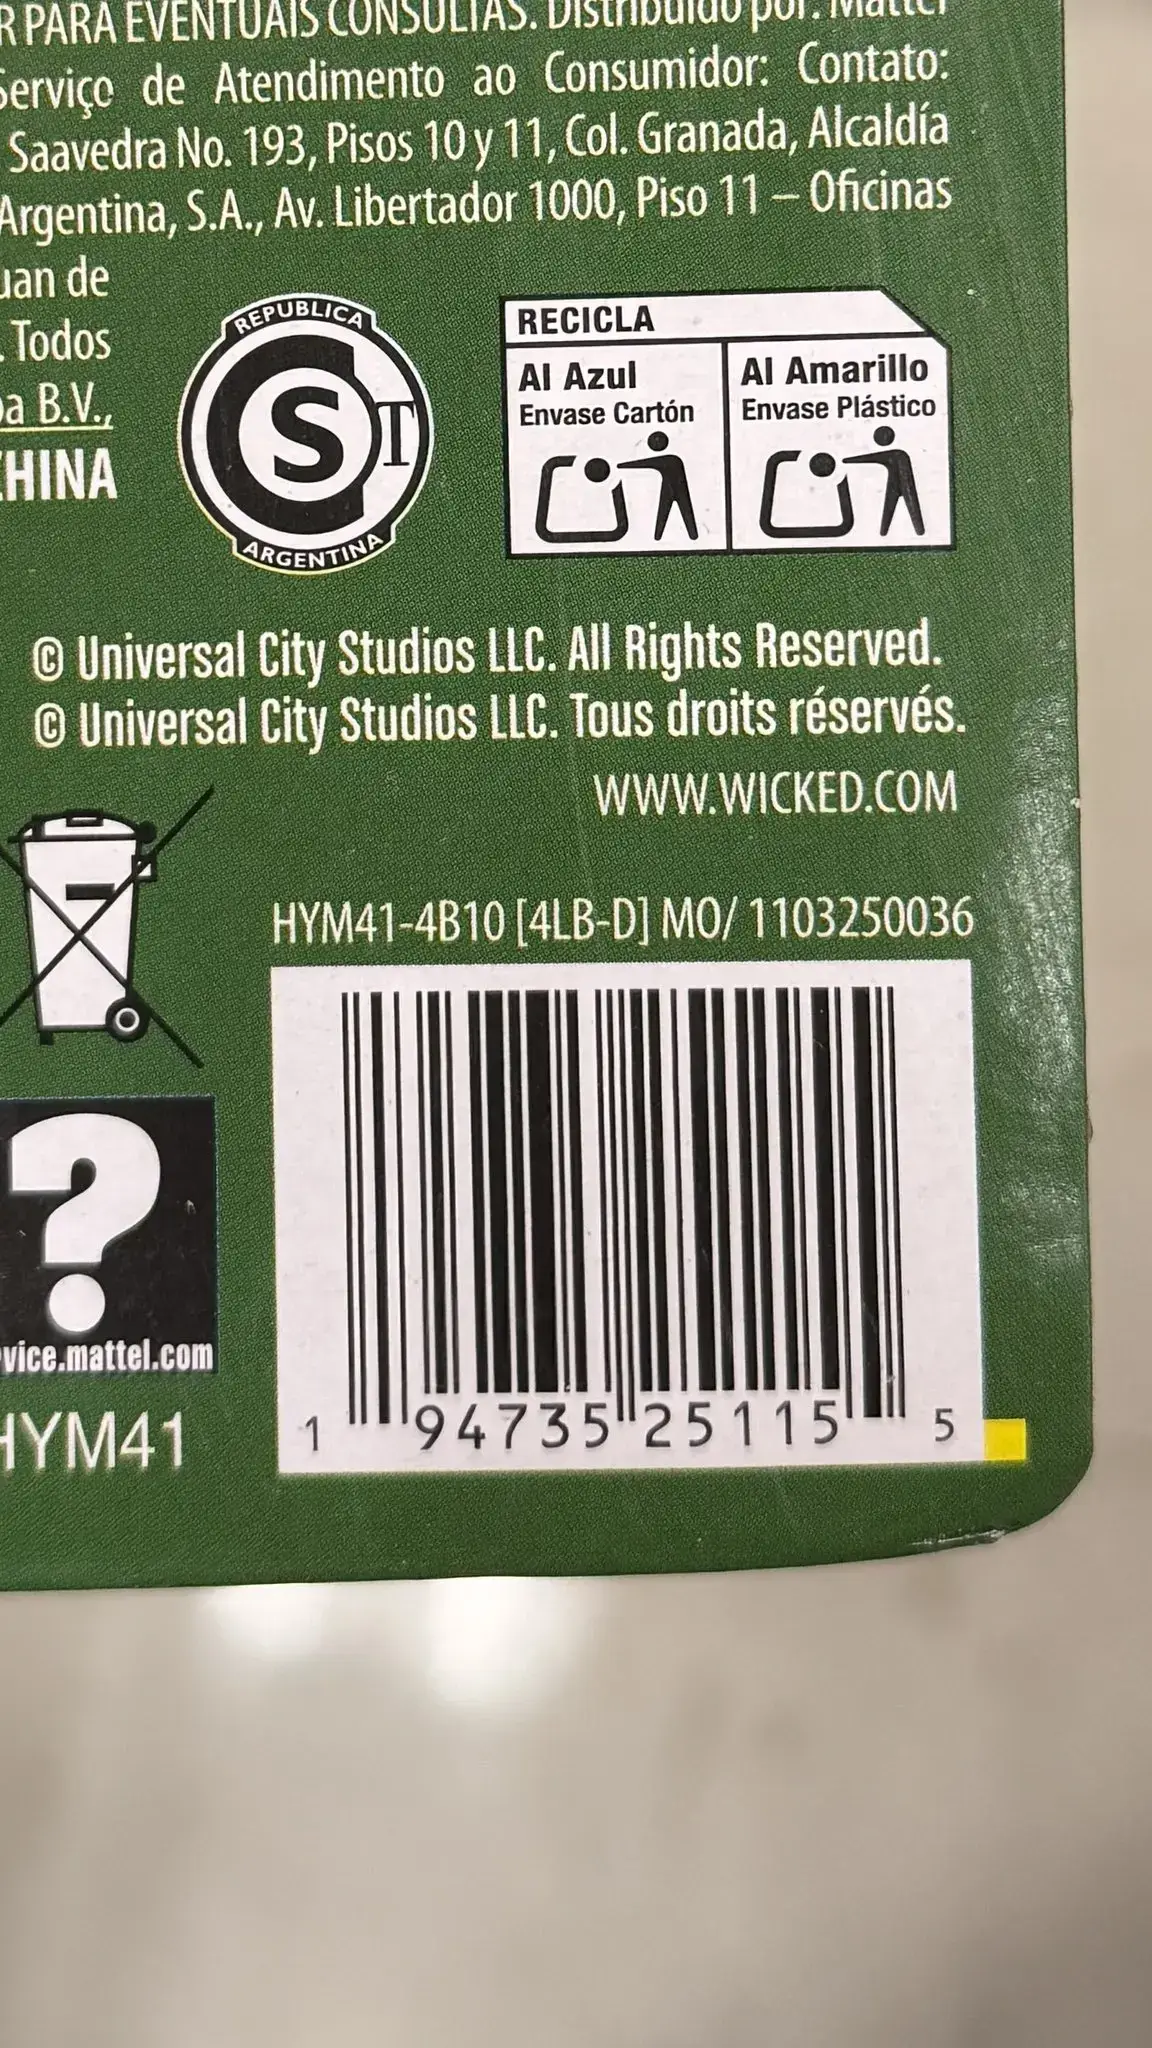 R PARA EVENTUAIS CONSULTAS. Distribuído por: Mattel
Serviço de Atendimento ao Consumidor: Contato:
Saavedra No. 193, Pisos 10 y 11, Col. Granada, Alcaldía
Argentina, S.A., Av. Libertador 1000, Piso 11 – Oficinas
uan de
. Todos
pa B.V.,
CHINA
REPUBLICA
S T
ARGENTINA
RECICLA
Al Azul
Envase Cartón
Al Amarillo
Envase Plástico
© Universal City Studios LLC. All Rights Reserved.
© Universal City Studios LLC. Tous droits réservés.
WWW.WICKED.COM
HYM41-4B10 [4LB-D] MO/ 1103250036
?
vice.mattel.com
HYM41
1 94735 25115 5